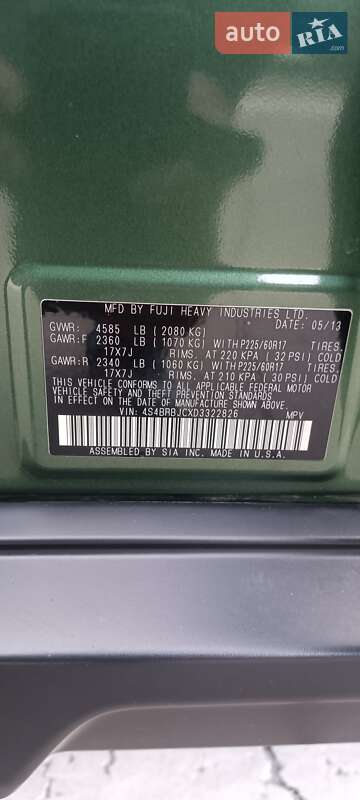 auto RIA .com
MFD BY FUJI HEAVY INDUSTRIES LTD.
GVWR: 4585 LB ( 2080 KG) DATE: 05/13
GAWR:F 2360 LB ( 1070 KG) WITH P225/60R17 TIRES.
17X7J RIMS. AT 220 KPA ( 32 PSI) COLD
GAWR:R 2340 LB ( 1060 KG) WITH P225/60R17 TIRES.
17X7J RIMS. AT 210 KPA ( 30 PSI) COLD
THIS VEHICLE CONFORMS TO ALL APPLICABLE FEDERAL MOTOR
VEHICLE SAFETY, BUMPER, AND THEFT PREVENTION STANDARDS
IN EFFECT ON THE DATE OF MANUFACTURE SHOWN ABOVE.
VIN: 4S4BRBJCXD3322826 MPV
ASSEMBLED BY SIA INC. MADE IN U.S.A.